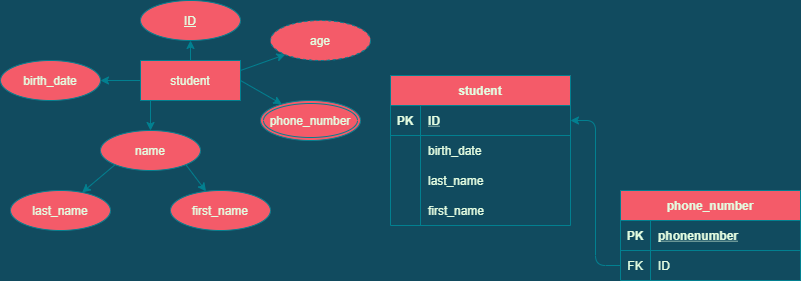 ID
age
birth_date
student
phone_number
name
last_name
first_name
student
PK ID
birth_date
last_name
first_name
phone_number
PK phonenumber
FK ID